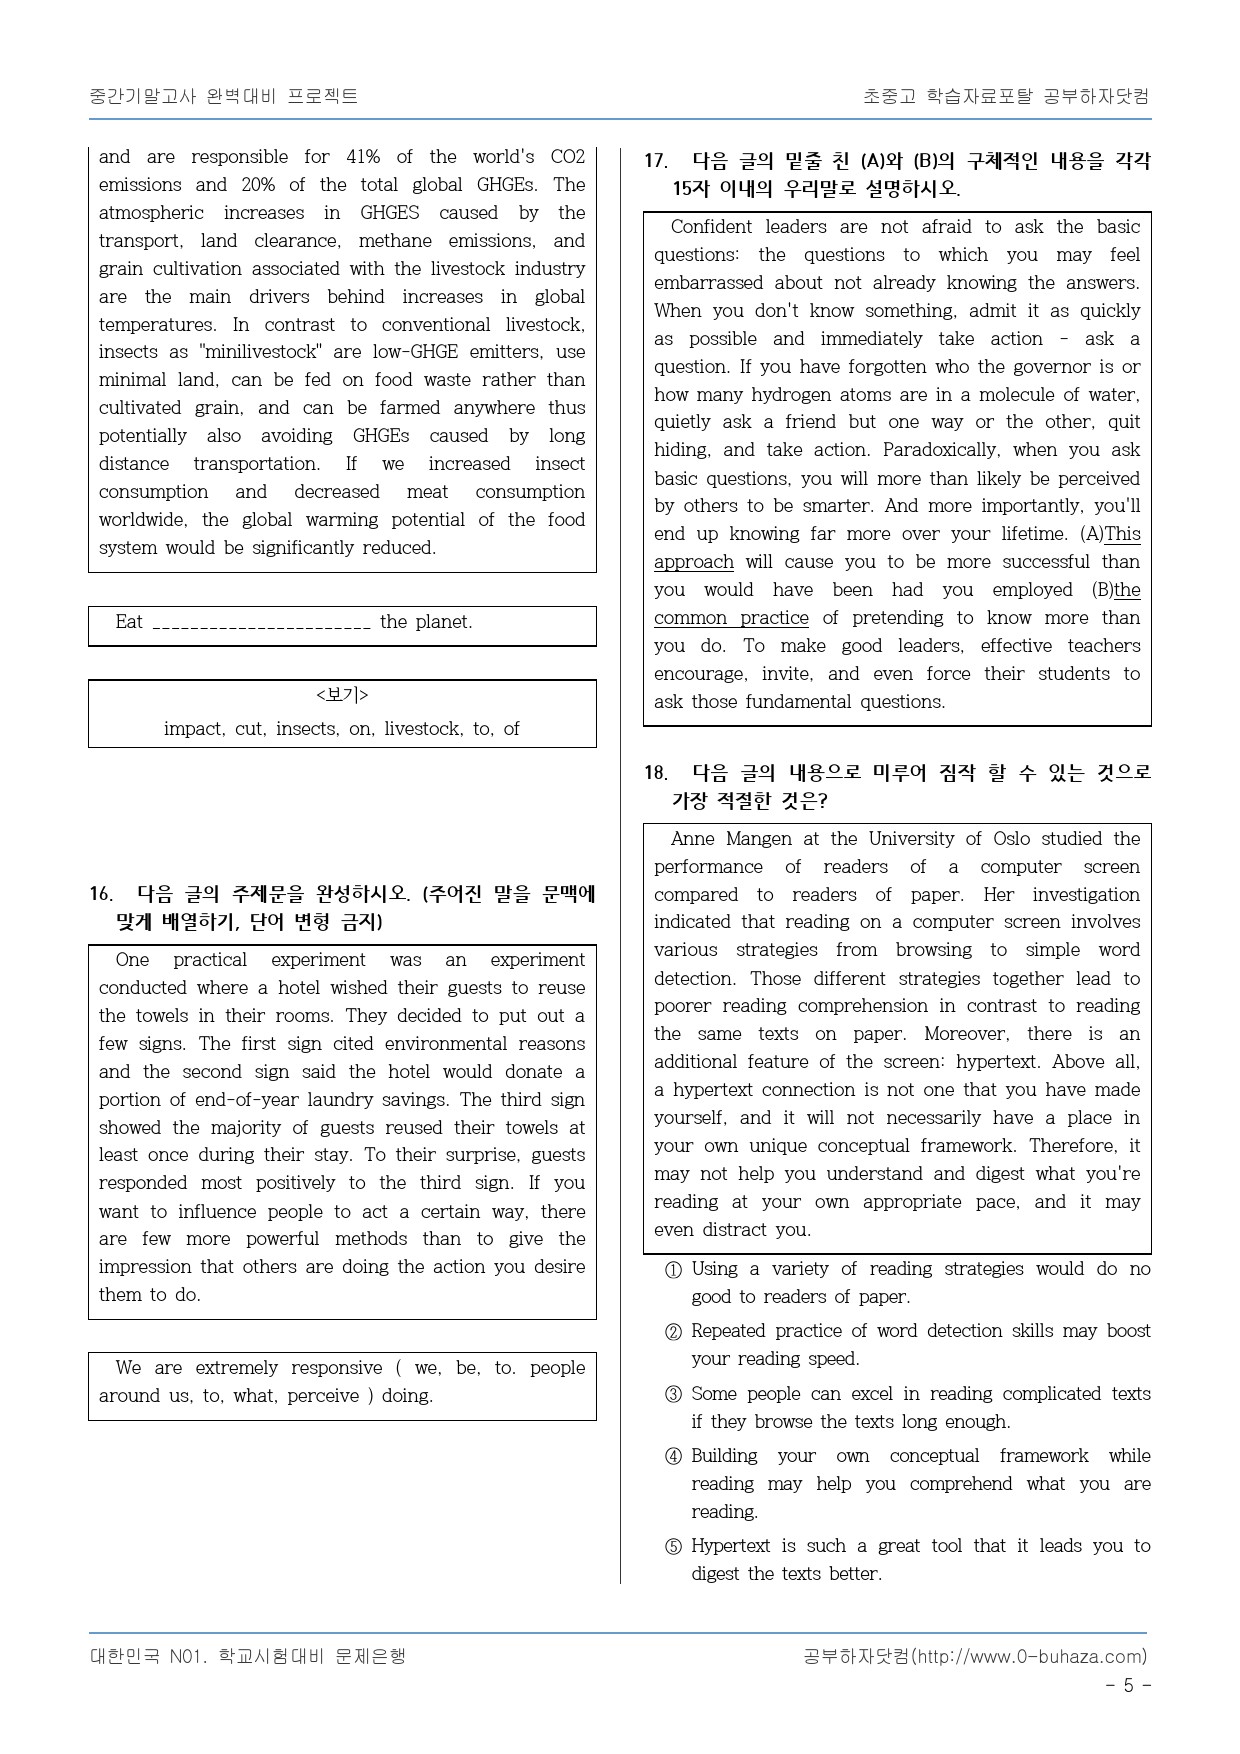 중간기말고사 완벽대비 프로젝트
초중고 학습자료포탈 공부하자닷컴
and are responsible for 41% of the world's CO2
emissions and 20% of the total global GHGEs. The
atmospheric increases in GHGES caused by the
transport, land clearance, methane emissions, and
grain cultivation associated with the livestock industry
are the main drivers behind increases in global
temperatures. In contrast to conventional livestock,
insects as "minilivestock" are low-GHGE emitters, use
minimal land, can be fed on food waste rather than
cultivated grain, and can be farmed anywhere thus
potentially also avoiding GHGEs caused by long
distance transportation. If we increased insect
consumption and decreased meat consumption
worldwide, the global warming potential of the food
system would be significantly reduced.
Eat _______________________ the planet.
<보기>
impact, cut, insects, on, livestock, to, of
16. 다음 글의 주제문을 완성하시오. (주어진 말을 문맥에
맞게 배열하기, 단어 변형 금지)
One practical experiment was an experiment
conducted where a hotel wished their guests to reuse
the towels in their rooms. They decided to put out a
few signs. The first sign cited environmental reasons
and the second sign said the hotel would donate a
portion of end-of-year laundry savings. The third sign
showed the majority of guests reused their towels at
least once during their stay. To their surprise, guests
responded most positively to the third sign. If you
want to influence people to act a certain way, there
are few more powerful methods than to give the
impression that others are doing the action you desire
them to do.
We are extremely responsive ( we, be, to. people
around us, to, what, perceive ) doing.
17. 다음 글의 밑줄 친 (A)와 (B)의 구체적인 내용을 각각
15자 이내의 우리말로 설명하시오.
Confident leaders are not afraid to ask the basic
questions: the questions to which you may feel
embarrassed about not already knowing the answers.
When you don't know something, admit it as quickly
as possible and immediately take action - ask a
question. If you have forgotten who the governor is or
how many hydrogen atoms are in a molecule of water,
quietly ask a friend but one way or the other, quit
hiding, and take action. Paradoxically, when you ask
basic questions, you will more than likely be perceived
by others to be smarter. And more importantly, you'll
end up knowing far more over your lifetime. (A)This
approach will cause you to be more successful than
you would have been had you employed (B)the
common practice of pretending to know more than
you do. To make good leaders, effective teachers
encourage, invite, and even force their students to
ask those fundamental questions.
18. 다음 글의 내용으로 미루어 짐작 할 수 있는 것으로
가장 적절한 것은?
Anne Mangen at the University of Oslo studied the
performance of readers of a computer screen
compared to readers of paper. Her investigation
indicated that reading on a computer screen involves
various strategies from browsing to simple word
detection. Those different strategies together lead to
poorer reading comprehension in contrast to reading
the same texts on paper. Moreover, there is an
additional feature of the screen: hypertext. Above all,
a hypertext connection is not one that you have made
yourself, and it will not necessarily have a place in
your own unique conceptual framework. Therefore, it
may not help you understand and digest what you're
reading at your own appropriate pace, and it may
even distract you.
① Using a variety of reading strategies would do no
good to readers of paper.
② Repeated practice of word detection skills may boost
your reading speed.
③ Some people can excel in reading complicated texts
if they browse the texts long enough.
④ Building your own conceptual framework while
reading may help you comprehend what you are
reading.
⑤ Hypertext is such a great tool that it leads you to
digest the texts better.
대한민국 N01. 학교시험대비 문제은행
공부하자닷컴(http://www.0-buhaza.com)
- 5 -